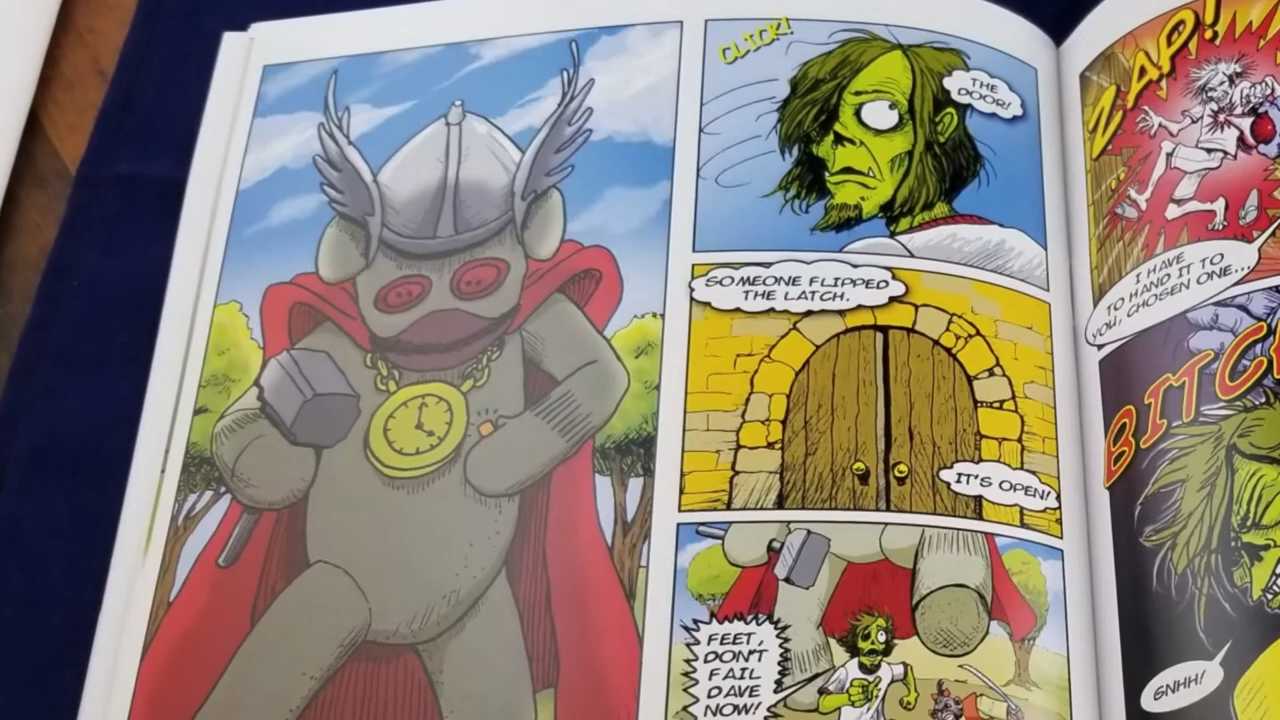 CLICK!
THE
DOOR!
SOMEONE FLIPPED
THE LATCH.
IT'S OPEN!
FEET,
DON'T
FAIL
DAVE
NOW!
ZAP!
I HAVE
TO HAND IT TO
YOU, CHOSEN ONE...
BITC
GNHH!